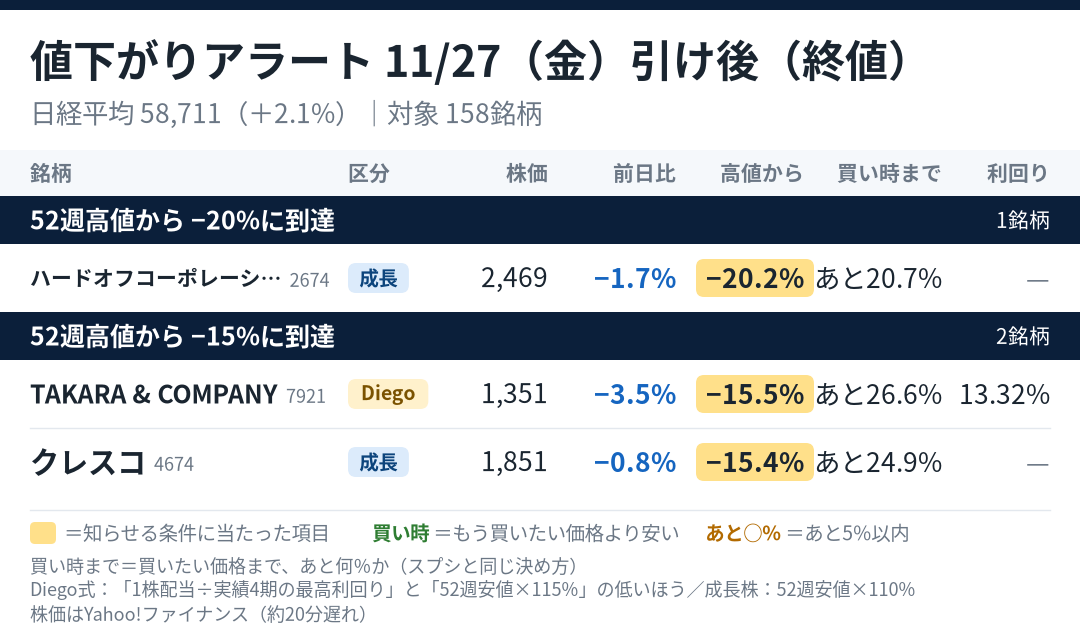 値下がりアラート 11/27（金）引け後（終値）
日経平均 58,711（＋2.1%）｜対象 158銘柄
銘柄 区分 株価 前日比 高値から 買い時まで 利回り
52週高値から −20%に到達 1銘柄
ハードオフコーポレーシ… 2674 成長 2,469 −1.7% −20.2% あと20.7% —
52週高値から −15%に到達 2銘柄
TAKARA & COMPANY 7921 Diego 1,351 −3.5% −15.5% あと26.6% 13.32%
クレスコ 4674 成長 1,851 −0.8% −15.4% あと24.9% —
＝知らせる条件に当たった項目 買い時＝もう買いたい価格より安い あと◯%＝あと5%以内
買い時まで＝買いたい価格まで、あと何％か（スプシと同じ決め方）
Diego式：「1株配当÷実績4期の最高利回り」と「52週安値×115%」の低いほう／成長株：52週安値×110%
株価はYahoo!ファイナンス（約20分遅れ）